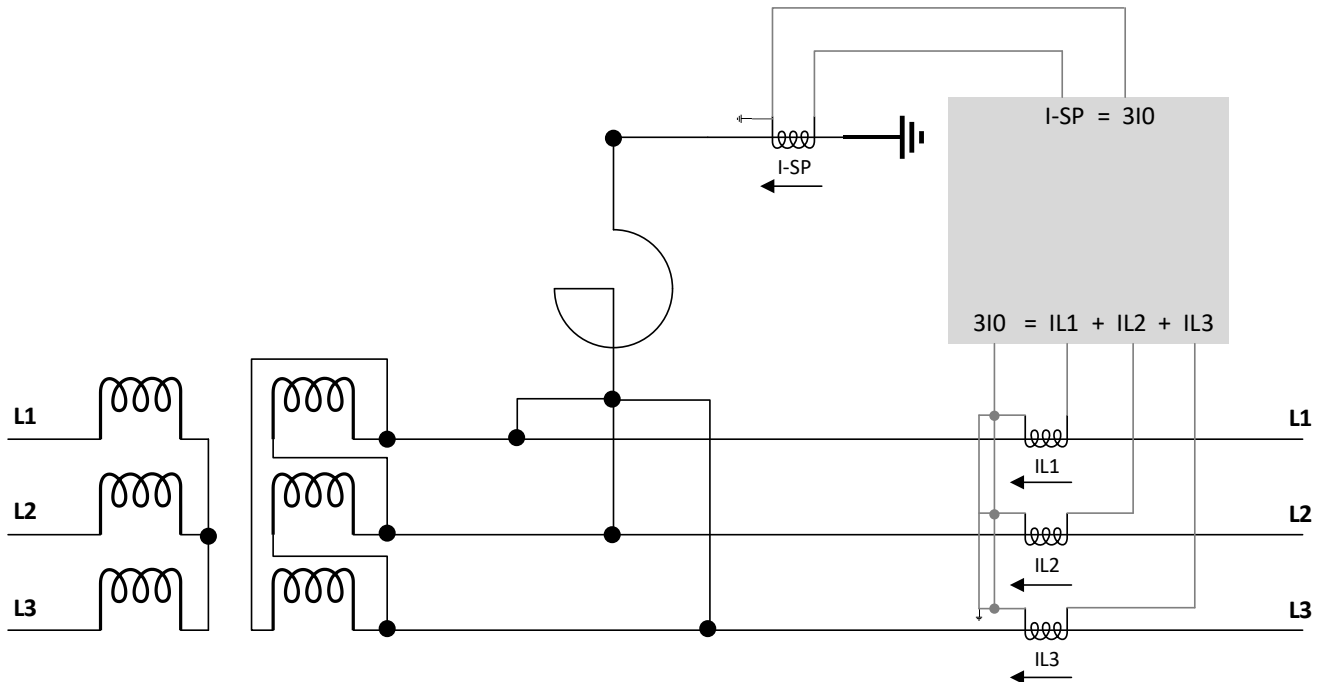 I-SP = 3I0
I-SP
3I0 = IL1 + IL2 + IL3
L1
L1
IL1
L2
L2
IL2
L3
L3
IL3